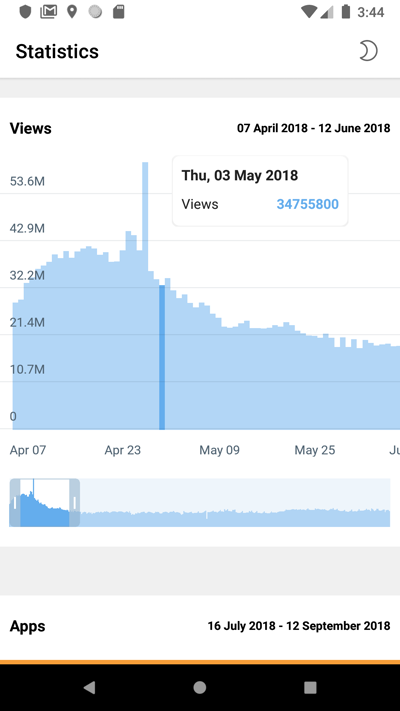 3:44
Statistics
Views
07 April 2018 - 12 June 2018
Thu, 03 May 2018
Views 34755800
53.6M
42.9M
32.2M
21.4M
10.7M
0
Apr 07 Apr 23 May 09 May 25 Ju
Apps
16 July 2018 - 12 September 2018